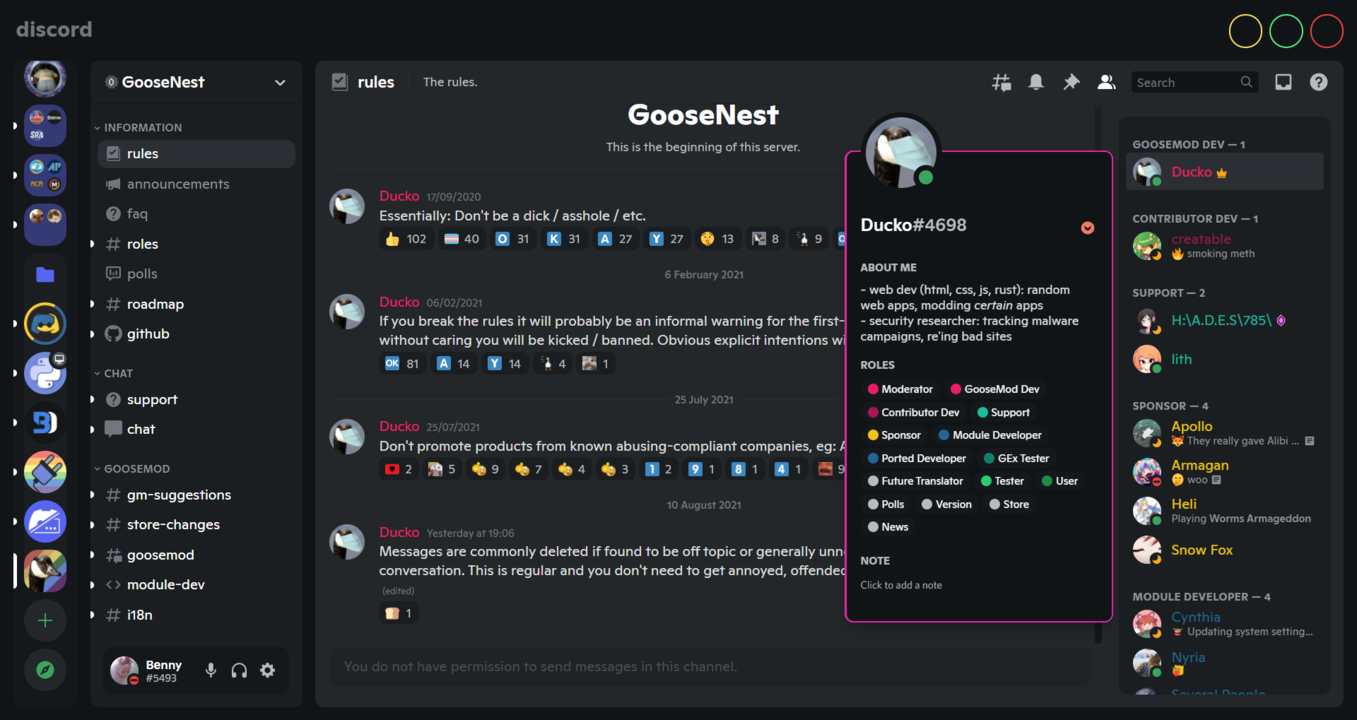 discord
GooseNest
INFORMATION
rules
announcements
faq
roles
polls
roadmap
github
CHAT
support
chat
GOOSEMOD
gm-suggestions
store-changes
goosemod
module-dev
i18n
Benny
#5493
rules
The rules.
Search
GooseNest
This is the beginning of this server.
Ducko 17/09/2020
Essentially: Don't be a dick / asshole / etc.
102 40 O 31 K 31 A 27 Y 27 13 8 9
6 February 2021
Ducko 06/02/2021
If you break the rules it will probably be an informal warning for the first-
without caring you will be kicked / banned. Obvious explicit intentions wi
OK 81 A 14 Y 14 4 1
25 July 2021
Ducko 25/07/2021
Don't promote products from known abusing-compliant companies, eg: A
2 5 9 7 4 3 1 2 9 1 8 1 4 1 9
10 August 2021
Ducko Yesterday at 19:06
Messages are commonly deleted if found to be off topic or generally unn
conversation. This is regular and you don't need to get annoyed, offended
(edited)
1
You do not have permission to send messages in this channel.
Ducko#4698
ABOUT ME
- web dev (html, css, js, rust): random
web apps, modding certain apps
- security researcher: tracking malware
campaigns, re'ing bad sites
ROLES
Moderator GooseMod Dev
Contributor Dev Support
Sponsor Module Developer
Ported Developer GEx Tester
Future Translator Tester User
Polls Version Store
News
NOTE
Click to add a note
GOOSEMOD DEV — 1
Ducko
CONTRIBUTOR DEV — 1
creatable
smoking meth
SUPPORT — 2
H:\A.D.E.S\785\
lith
SPONSOR — 4
Apollo
They really gave Alibi ...
Armagan
woo
Heli
Playing Worms Armageddon
Snow Fox
MODULE DEVELOPER — 4
Cynthia
Updating system setting...
Nyria
Several People